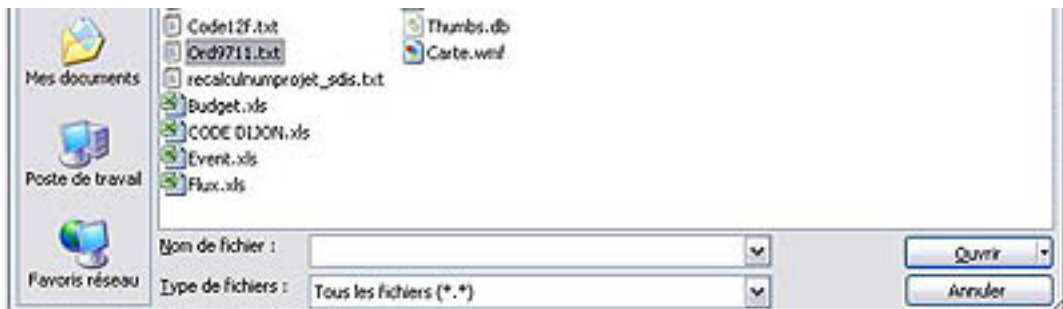 Code12f.txt
Thumbs.db
Ord9711.txt
Carte.wmf
Mes documents
recalculnumprojet_sdis.txt
Budget.xls
CODE DIJON.xls
Event.xls
Poste de travail
Flux.xls
Nom de fichier :
Ouvrir
Favoris réseau
Type de fichiers :
Tous les fichiers (*.*)
Annuler